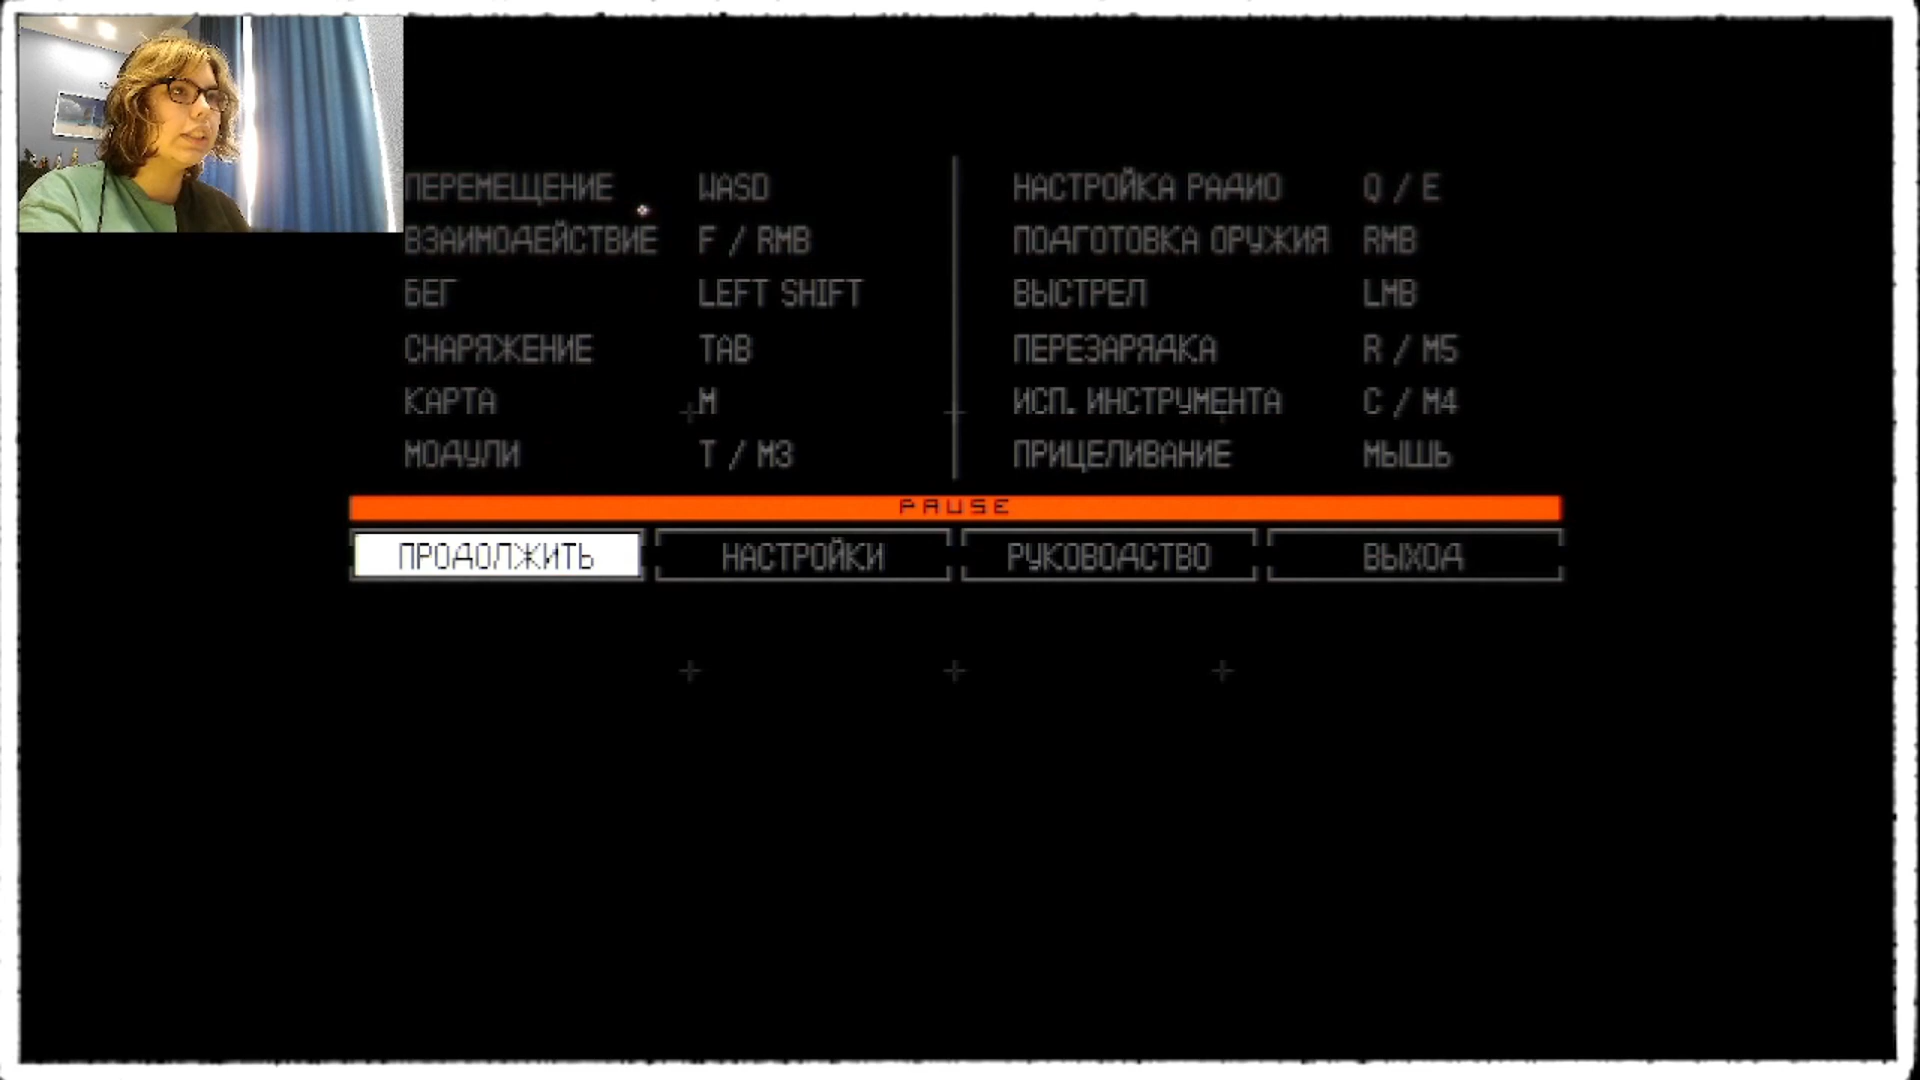 ПЕРЕМЕЩЕНИЕ WASD
ВЗАИМОДЕЙСТВИЕ F / RMB
БЕГ LEFT SHIFT
СНАРЯЖЕНИЕ TAB
КАРТА M
МОДУЛИ T / M3
НАСТРОЙКА РАДИО Q / E
ПОДГОТОВКА ОРУЖИЯ RMB
ВЫСТРЕЛ LMB
ПЕРЕЗАРЯДКА R / M5
ИСП. ИНСТРУМЕНТА C / M4
ПРИЦЕЛИВАНИЕ МЫШЬ
PAUSE
ПРОДОЛЖИТЬ НАСТРОЙКИ РУКОВОДСТВО ВЫХОД